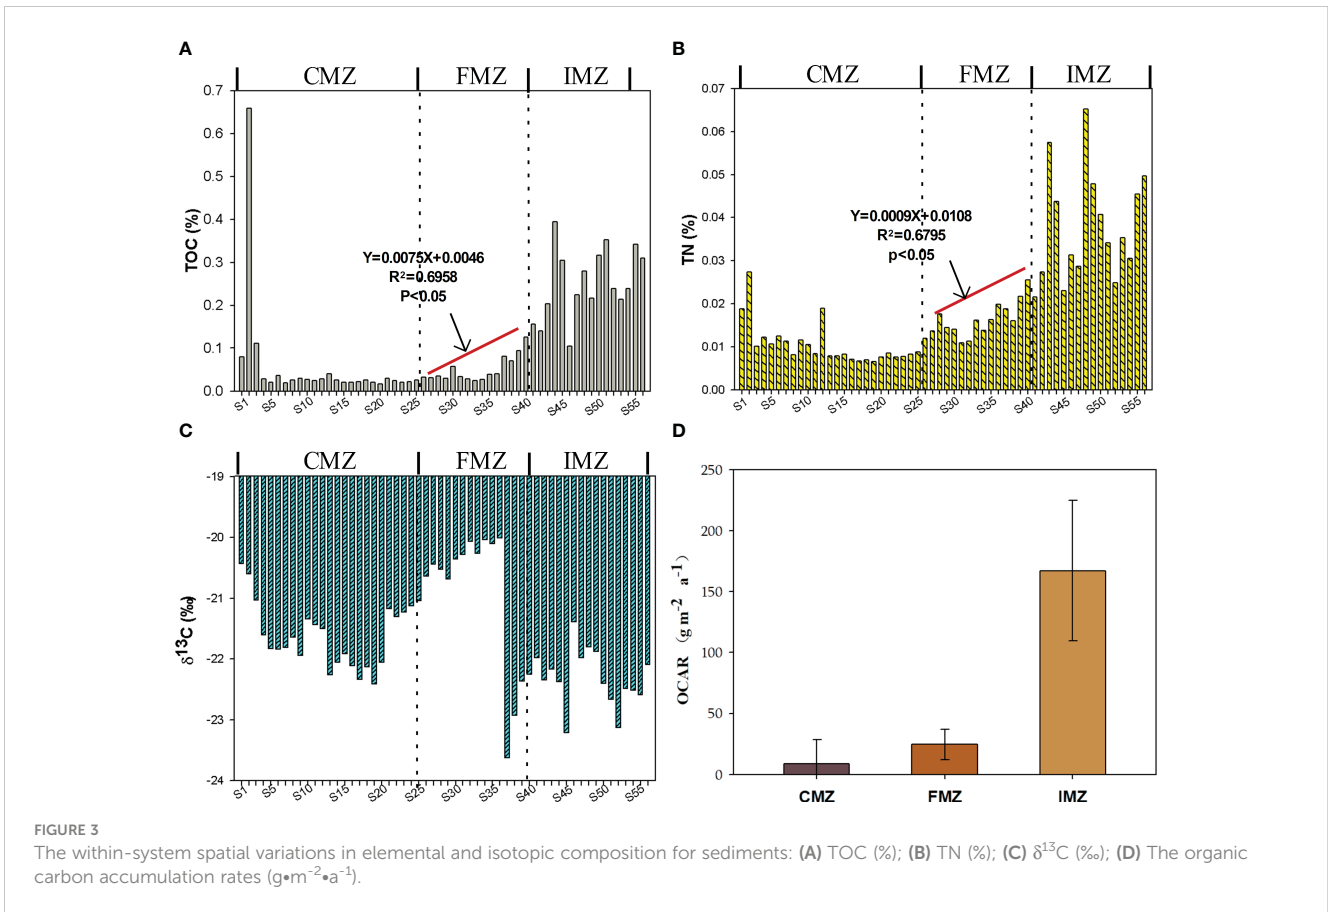 A
CMZ FMZ IMZ
0.7
0.6
0.5
0.4
0.3
0.2
0.1
0.0
TOC (%)
Y=0.0075X+0.0046
R²=0.6958
P<0.05
S1 S5 S10 S15 S20 S25 S30 S35 S40 S45 S50 S55
B
CMZ FMZ IMZ
0.07
0.06
0.05
0.04
0.03
0.02
0.01
0.00
TN (%)
Y=0.0009X+0.0108
R²=0.6795
p<0.05
S1 S5 S10 S15 S20 S25 S30 S35 S40 S45 S50 S55
C
CMZ FMZ IMZ
-19
-20
-21
-22
-23
-24
δ¹³C (‰)
S1 S5 S10 S15 S20 S25 S30 S35 S40 S45 S50 S55
D
250
200
150
100
50
0
OCAR (g m⁻² a⁻¹)
CMZ FMZ IMZ
FIGURE 3
The within-system spatial variations in elemental and isotopic composition for sediments: (A) TOC (%); (B) TN (%); (C) δ¹³C (‰); (D) The organic
carbon accumulation rates (g•m⁻²•a⁻¹).